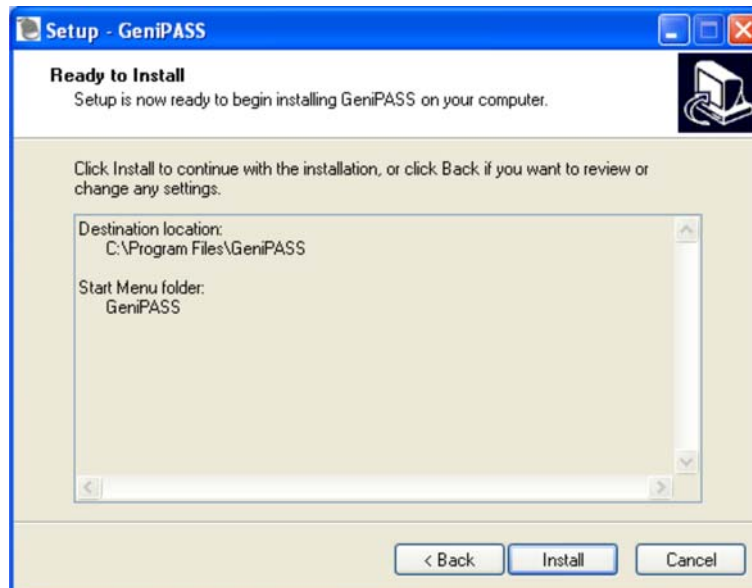 Setup - GeniPASS
Ready to Install
Setup is now ready to begin installing GeniPASS on your computer.
Click Install to continue with the installation, or click Back if you want to review or
change any settings.
Destination location:
C:\Program Files\GeniPASS
Start Menu folder:
GeniPASS
< Back
Install
Cancel